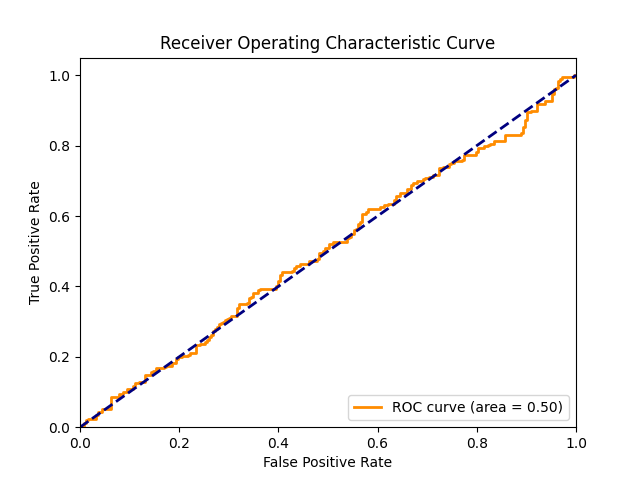 Receiver Operating Characteristic Curve
1.0
0.8
0.6
0.4
0.2
0.0
True Positive Rate
ROC curve (area = 0.50)
0.0 0.2 0.4 0.6 0.8 1.0
False Positive Rate